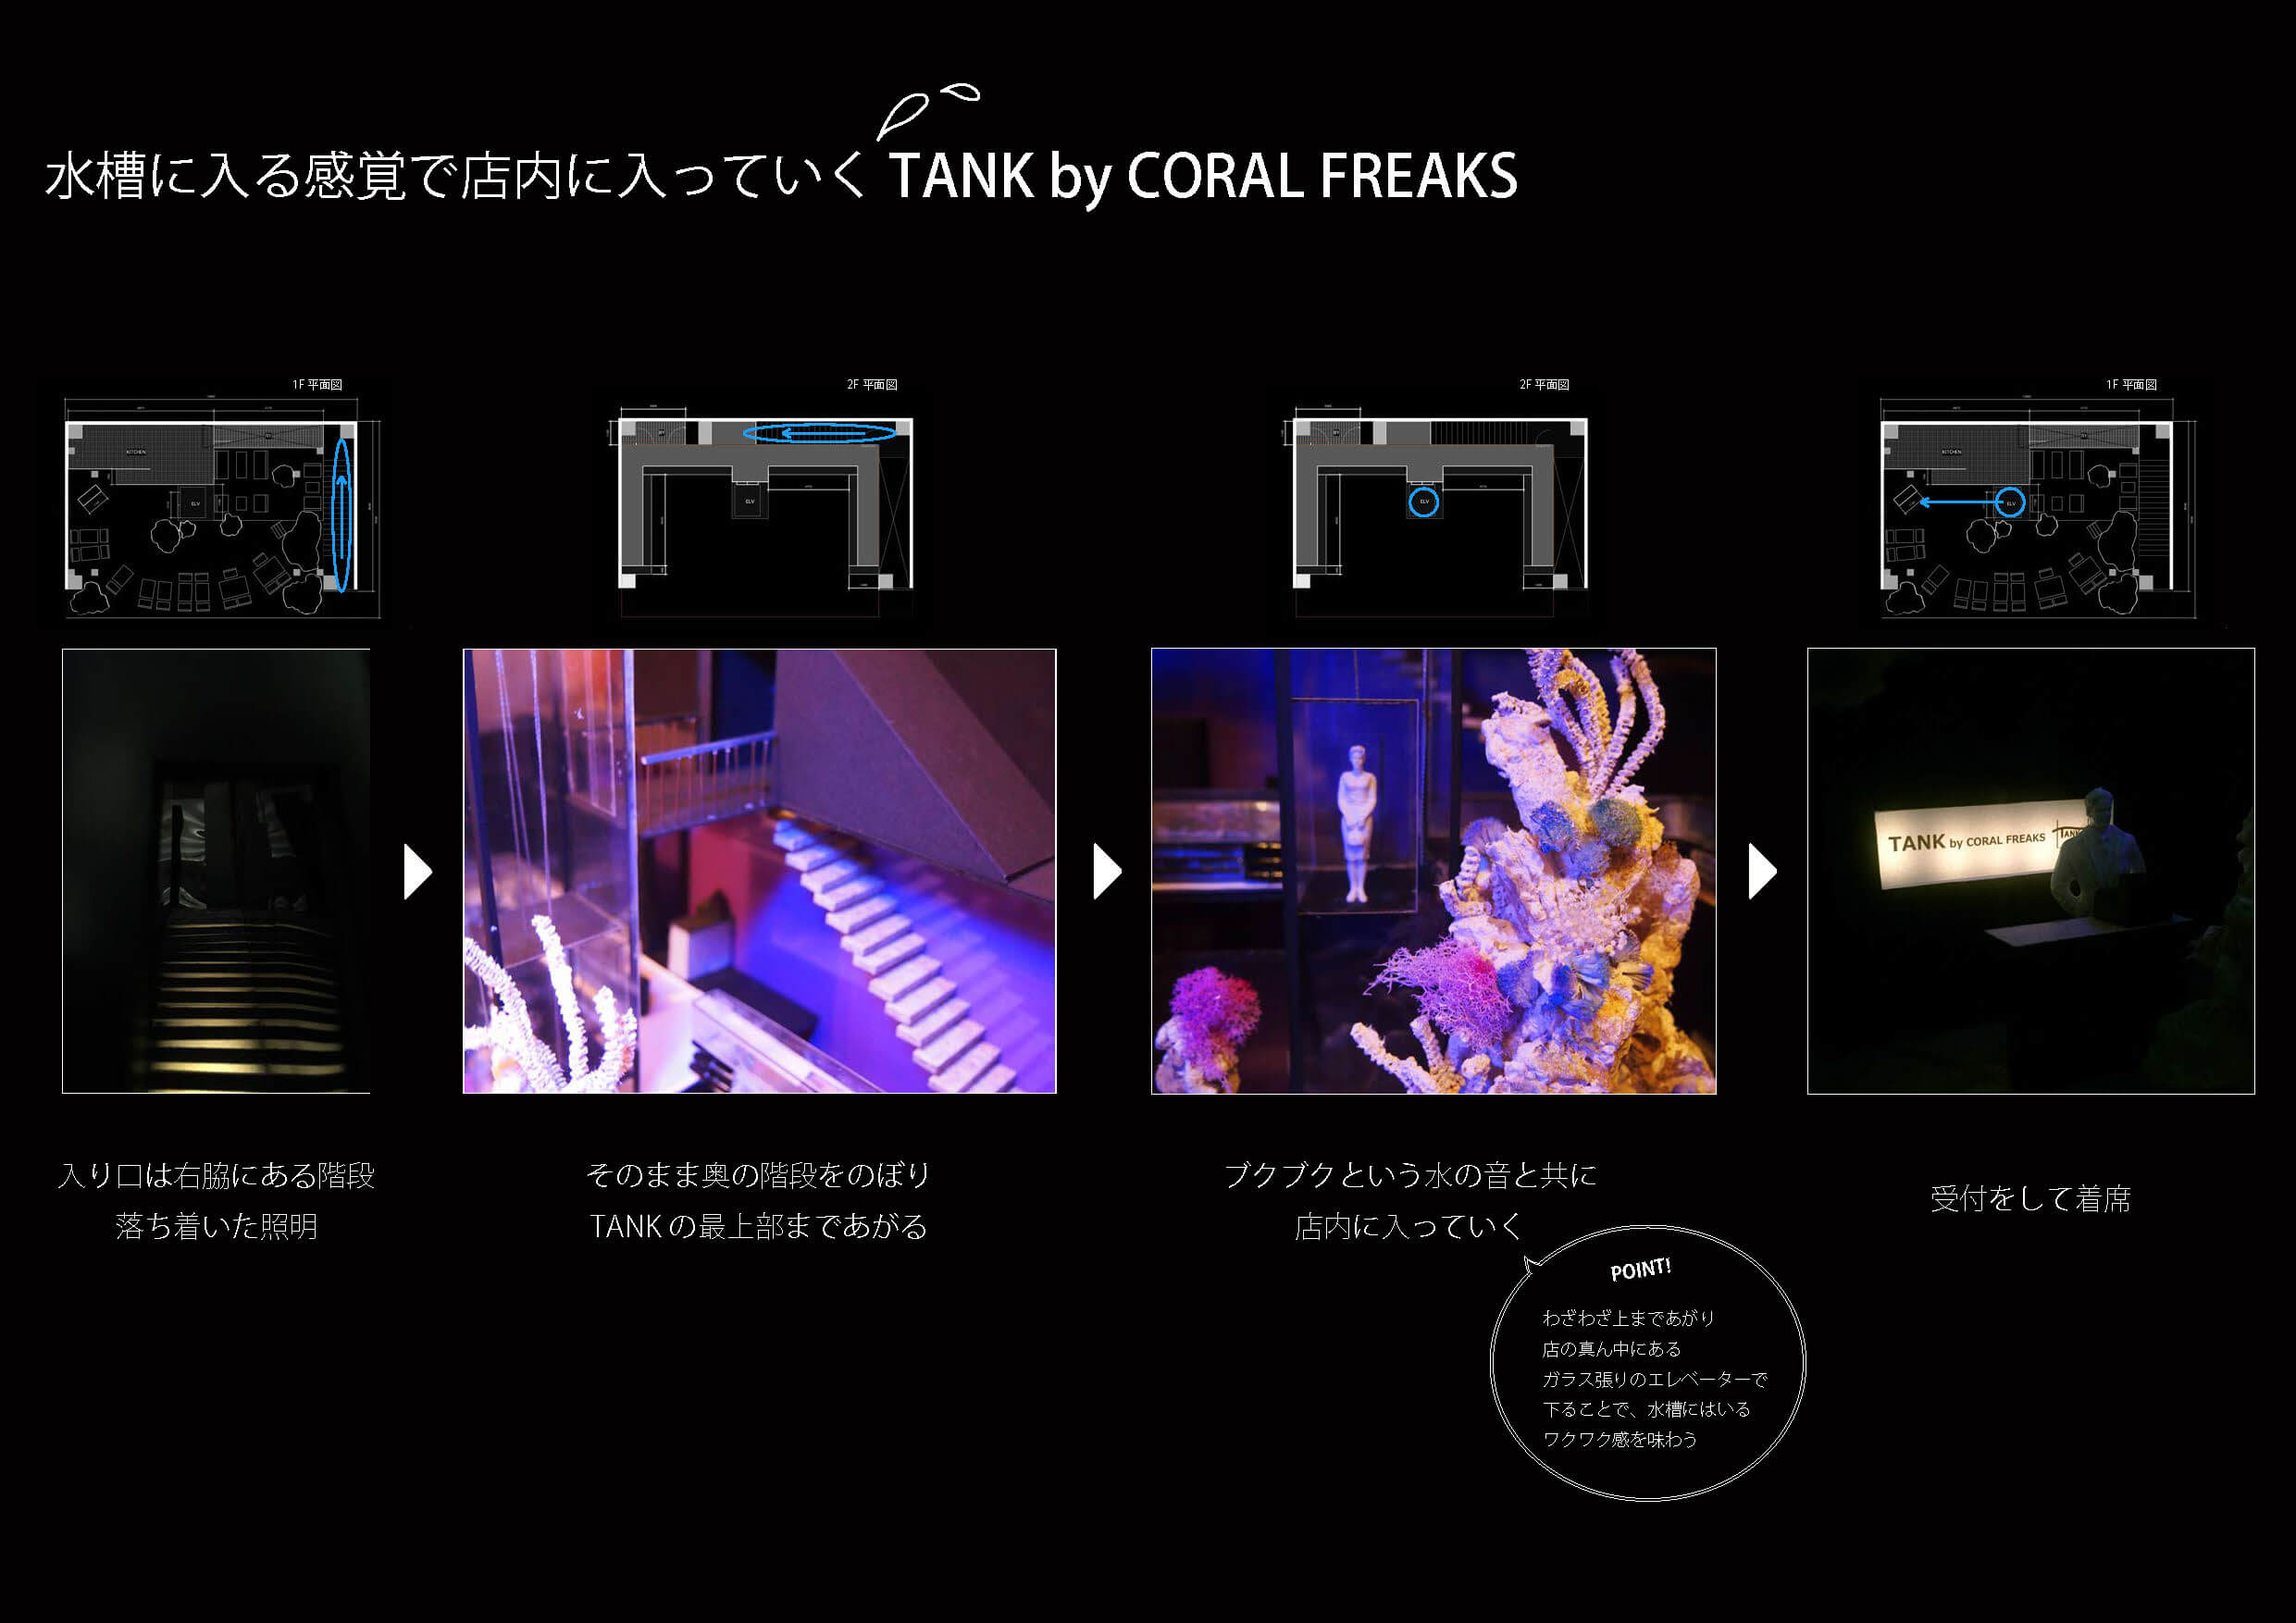 水槽に入る感覚で店内に入っていく TANK by CORAL FREAKS
1F 平面図
2F 平面図
2F 平面図
1F 平面図
KITCHEN
ELV
ELV
ELV
KITCHEN
ELV
TANK by CORAL FREAKS
TANK
入り口は右脇にある階段
落ち着いた照明
そのまま奥の階段をのぼり
TANK の最上部まであがる
ブクブクという水の音と共に
店内に入っていく
受付をして着席
POINT!
わざわざ上まであがり
店の真ん中にある
ガラス張りのエレベーターで
下ることで、水槽にはいる
ワクワク感を味わう